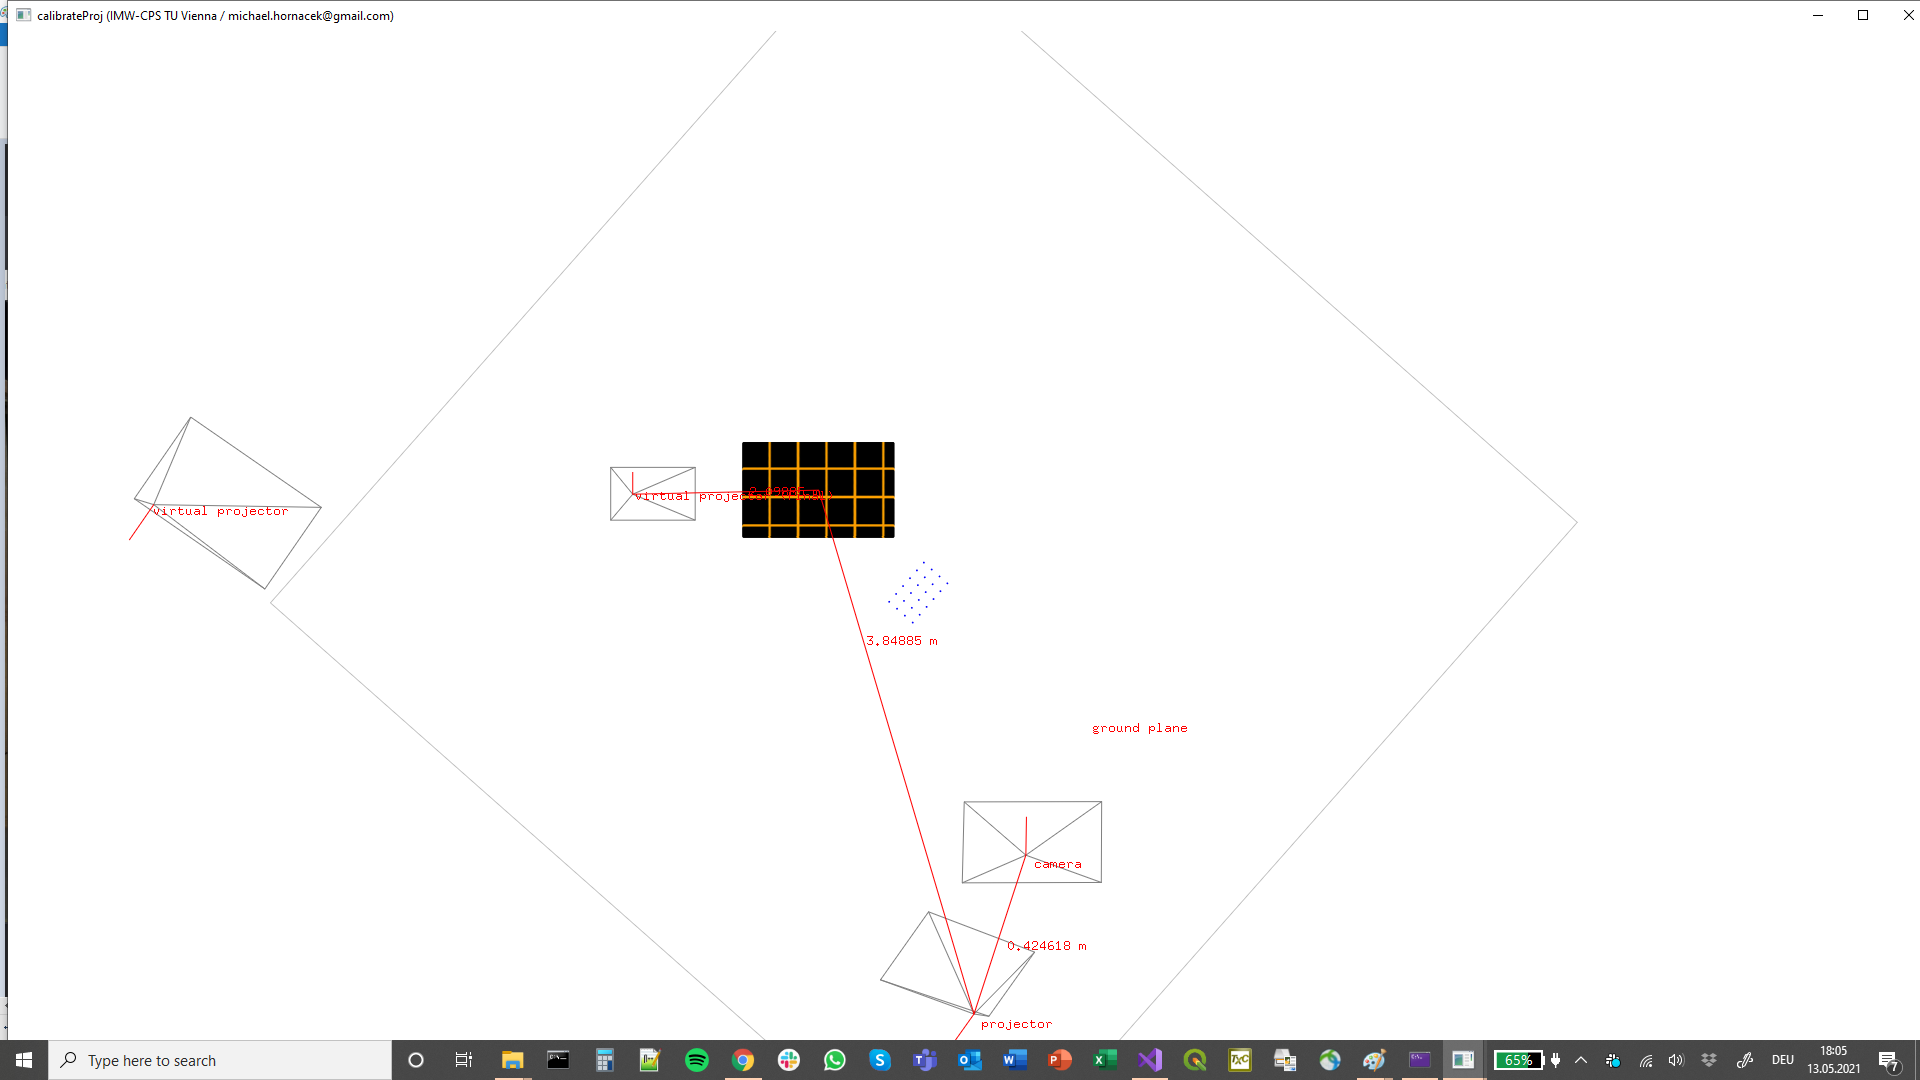 calibrateProj (IMW-CPS TU Vienna / michael.hornacek@gmail.com)
virtual projector
virtual projector
3.84885 m
ground plane
camera
0.424618 m
projector
Type here to search
65%
DEU
18:05
13.05.2021
7